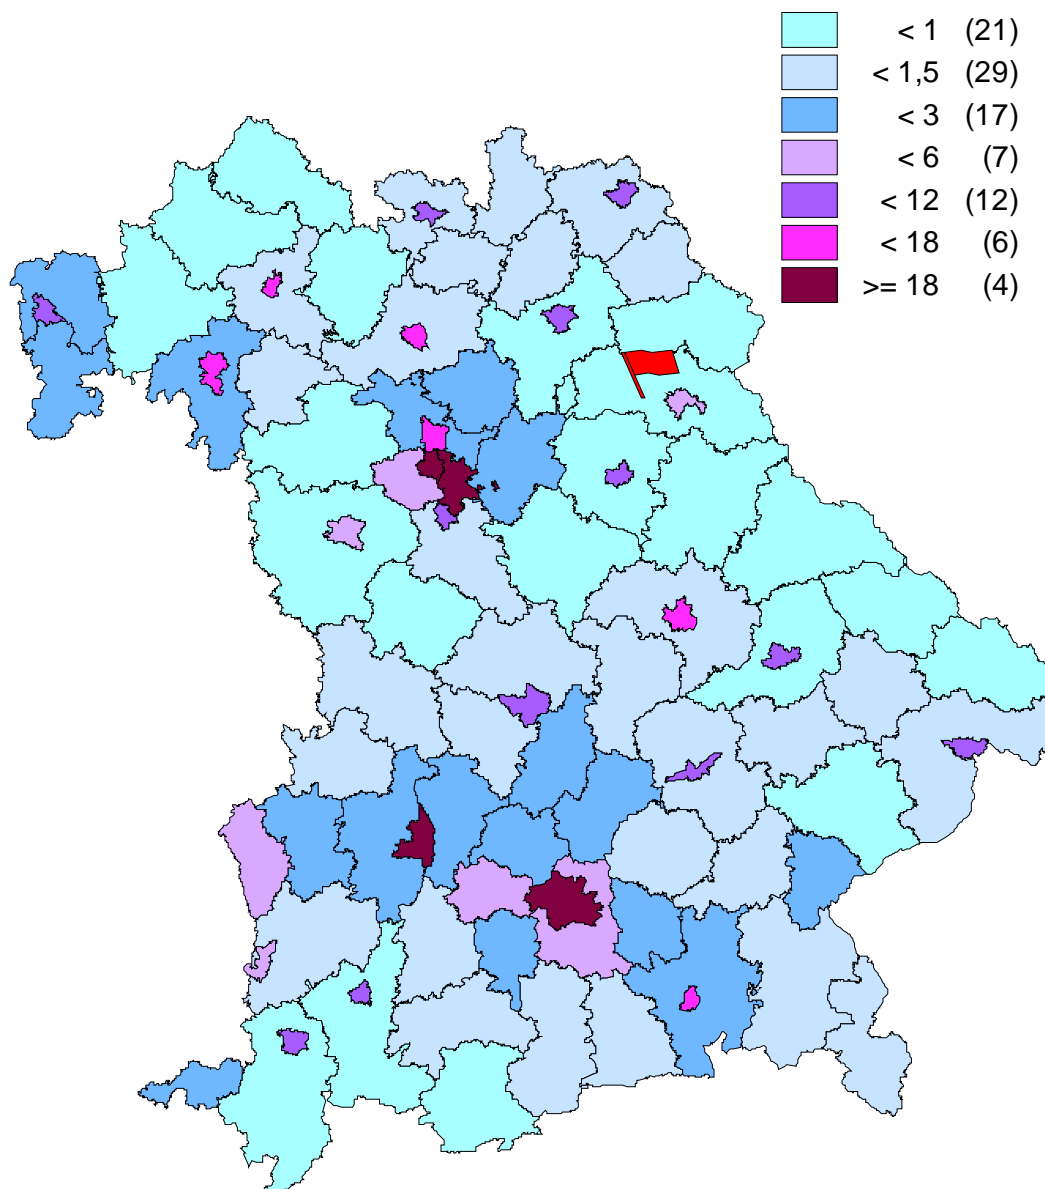 < 1 (21)
< 1,5 (29)
< 3 (17)
< 6 (7)
< 12 (12)
< 18 (6)
>= 18 (4)